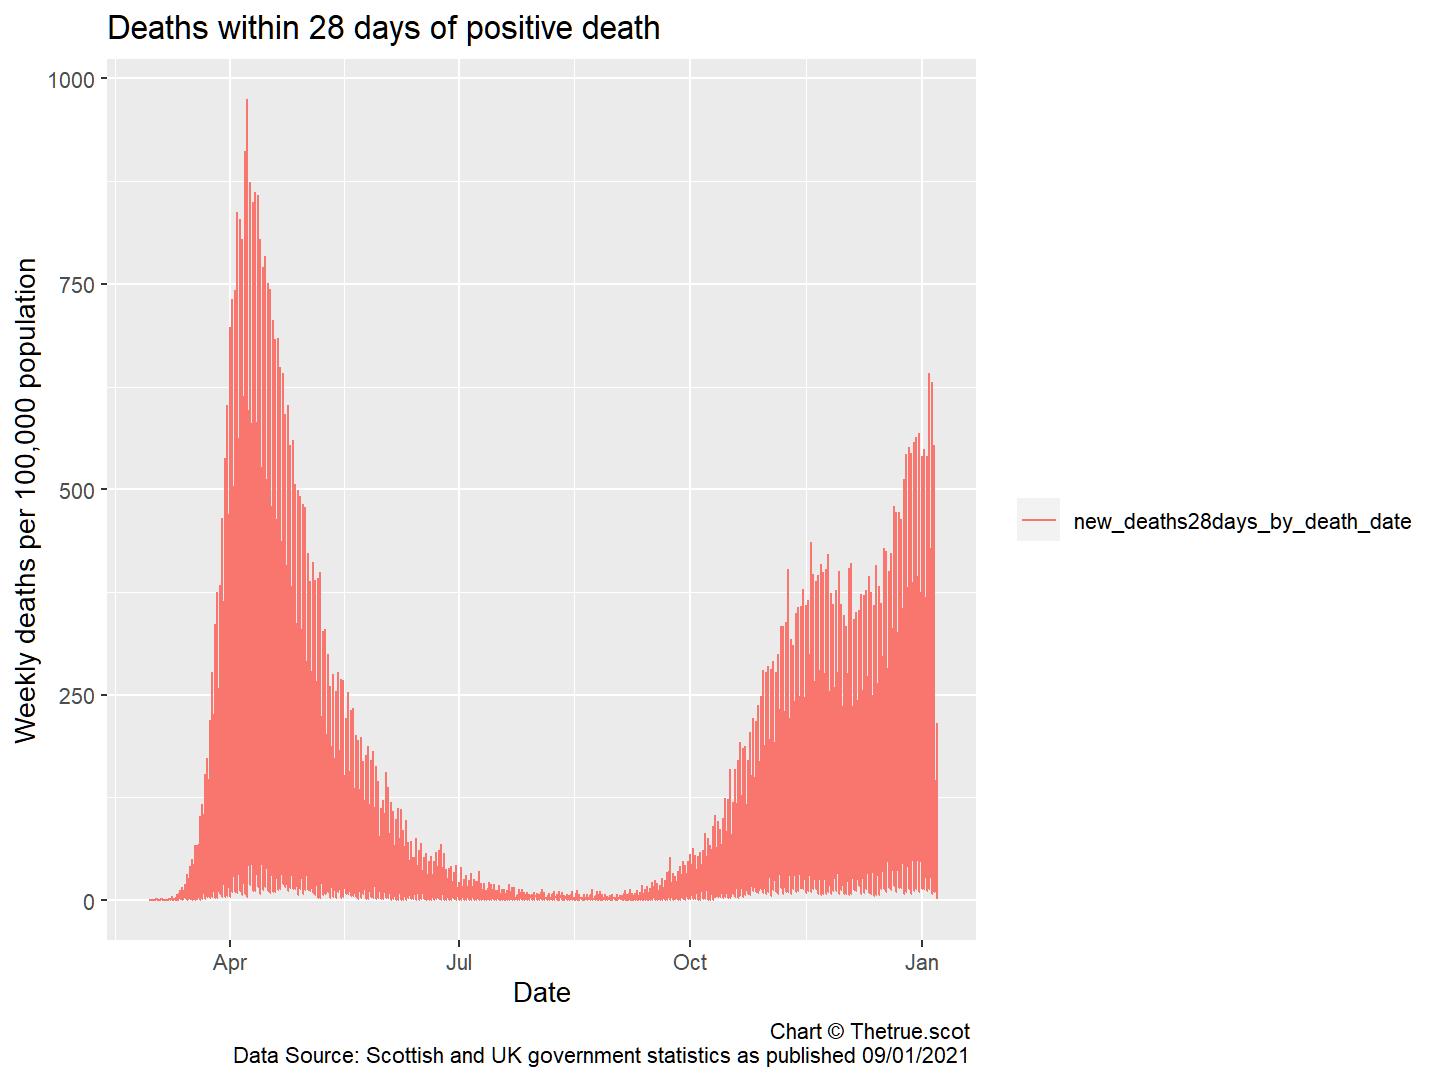 Deaths within 28 days of positive death
1000
750
500
250
0
Weekly deaths per 100,000 population
Apr
Jul
Oct
Jan
Date
new_deaths28days_by_death_date
Chart © Thetrue.scot
Data Source: Scottish and UK government statistics as published 09/01/2021